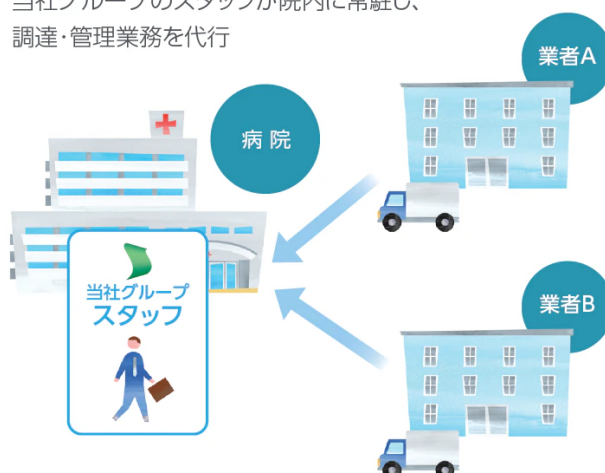 当社グループのスタッフが院内に常駐し、
調達・管理業務を代行
業者A
病院
当社グループ
スタッフ
業者B